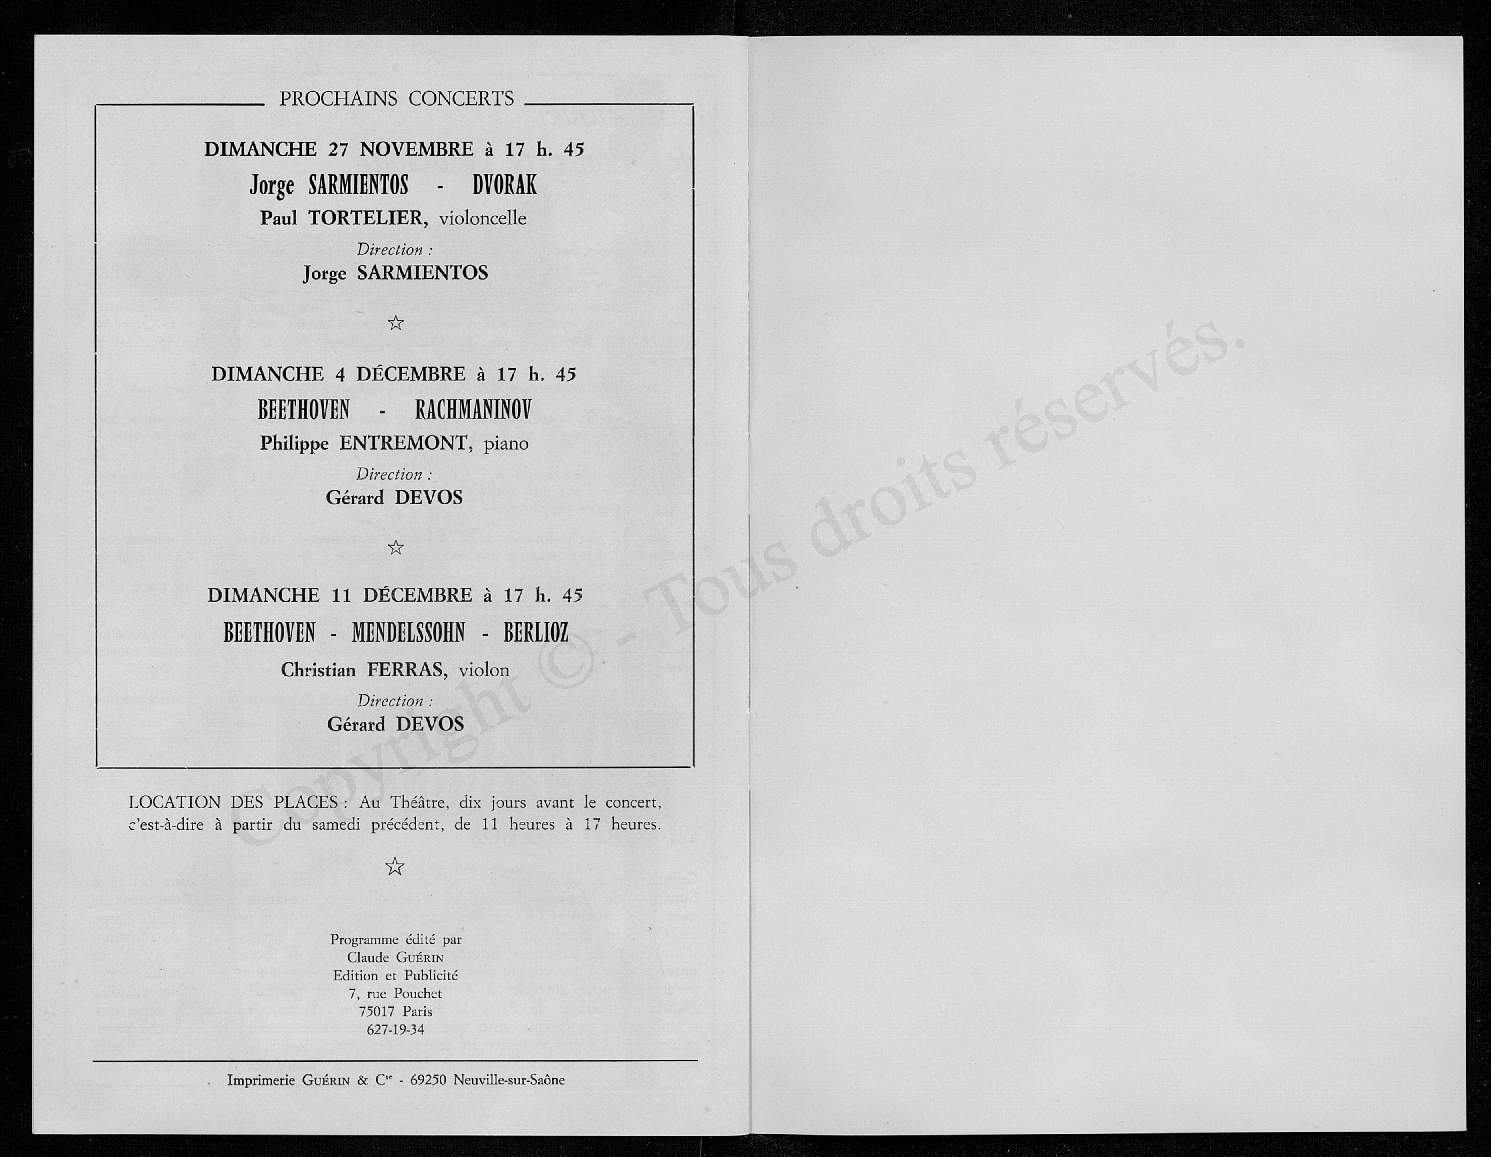 PROCHAINS CONCERTS
DIMANCHE 27 NOVEMBRE à 17 h. 45
Jorge SARMIENTOS - DVORAK
Paul TORTELIER, violoncelle
Direction :
Jorge SARMIENTOS
☆
DIMANCHE 4 DÉCEMBRE à 17 h. 45
BEETHOVEN - RACHMANINOV
Philippe ENTREMONT, piano
Direction :
Gérard DEVOS
☆
DIMANCHE 11 DÉCEMBRE à 17 h. 45
BEETHOVEN - MENDELSSOHN - BERLIOZ
Christian FERRAS, violon
Direction :
Gérard DEVOS
LOCATION DES PLACES : Au Théâtre, dix jours avant le concert,
c'est-à-dire à partir du samedi précédent, de 11 heures à 17 heures.
☆
Programme édité par
Claude GUÉRIN
Edition et Publicité
7, rue Pouchet
75017 Paris
627-19-34
Imprimerie GUÉRIN & Cie - 69250 Neuville-sur-Saône
Copyright © - Tous droits réservés.